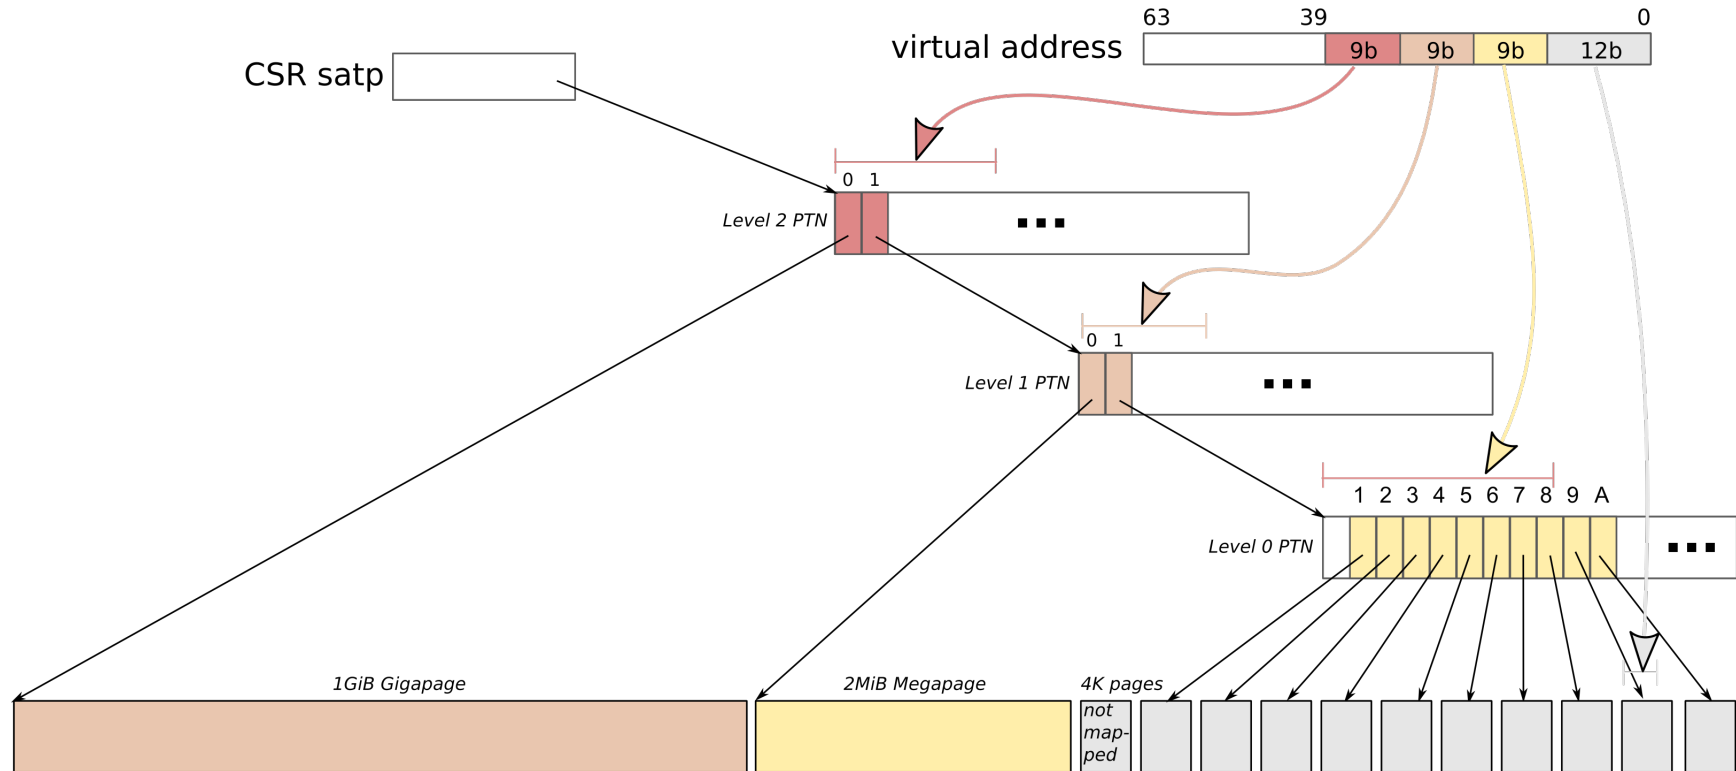 63 39 0
virtual address 9b 9b 9b 12b
CSR satp
0 1
Level 2 PTN
0 1
Level 1 PTN
1 2 3 4 5 6 7 8 9 A
Level 0 PTN
1GiB Gigapage 2MiB Megapage 4K pages
not
map-
ped